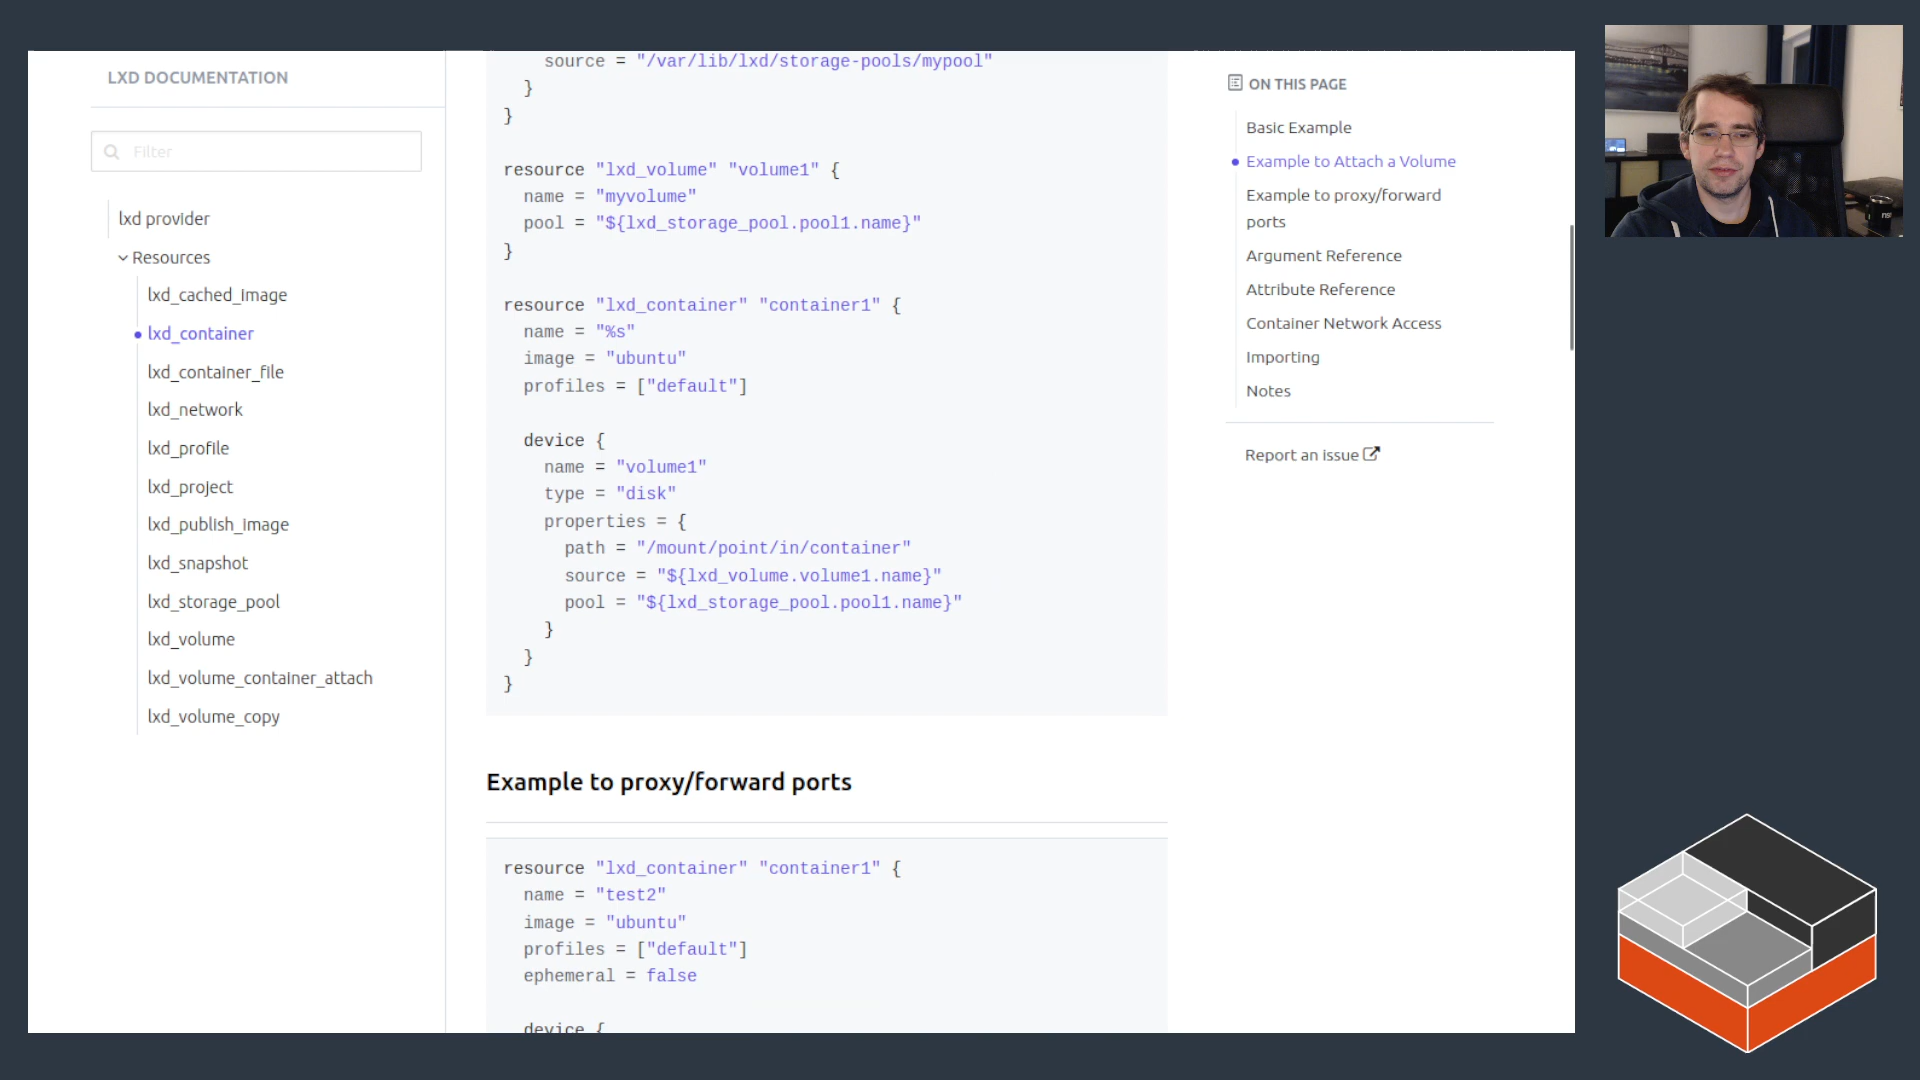 LXD DOCUMENTATION
Filter
lxd provider
Resources
lxd_cached_image
lxd_container
lxd_container_file
lxd_network
lxd_profile
lxd_project
lxd_publish_image
lxd_snapshot
lxd_storage_pool
lxd_volume
lxd_volume_container_attach
lxd_volume_copy
source = "/var/lib/lxd/storage-pools/mypool"
}
}
resource "lxd_volume" "volume1" {
name = "myvolume"
pool = "${lxd_storage_pool.pool1.name}"
}
resource "lxd_container" "container1" {
name = "%s"
image = "ubuntu"
profiles = ["default"]
device {
name = "volume1"
type = "disk"
properties = {
path = "/mount/point/in/container"
source = "${lxd_volume.volume1.name}"
pool = "${lxd_storage_pool.pool1.name}"
}
}
}
Example to proxy/forward ports
resource "lxd_container" "container1" {
name = "test2"
image = "ubuntu"
profiles = ["default"]
ephemeral = false
device {
ON THIS PAGE
Basic Example
Example to Attach a Volume
Example to proxy/forward
ports
Argument Reference
Attribute Reference
Container Network Access
Importing
Notes
Report an issue